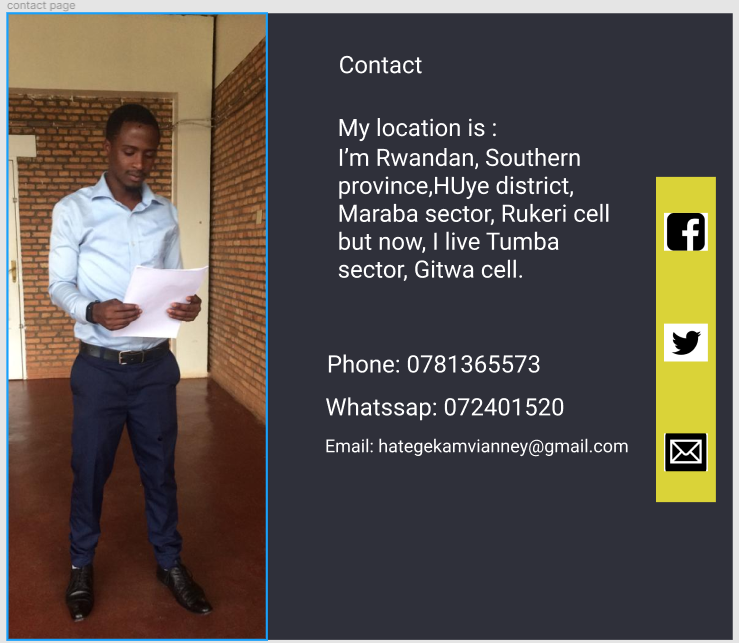 contact page
Contact
My location is :
I’m Rwandan, Southern
province,HUye district,
Maraba sector, Rukeri cell
but now, I live Tumba
sector, Gitwa cell.
Phone: 0781365573
Whatssap: 072401520
Email: hategekamvianney@gmail.com